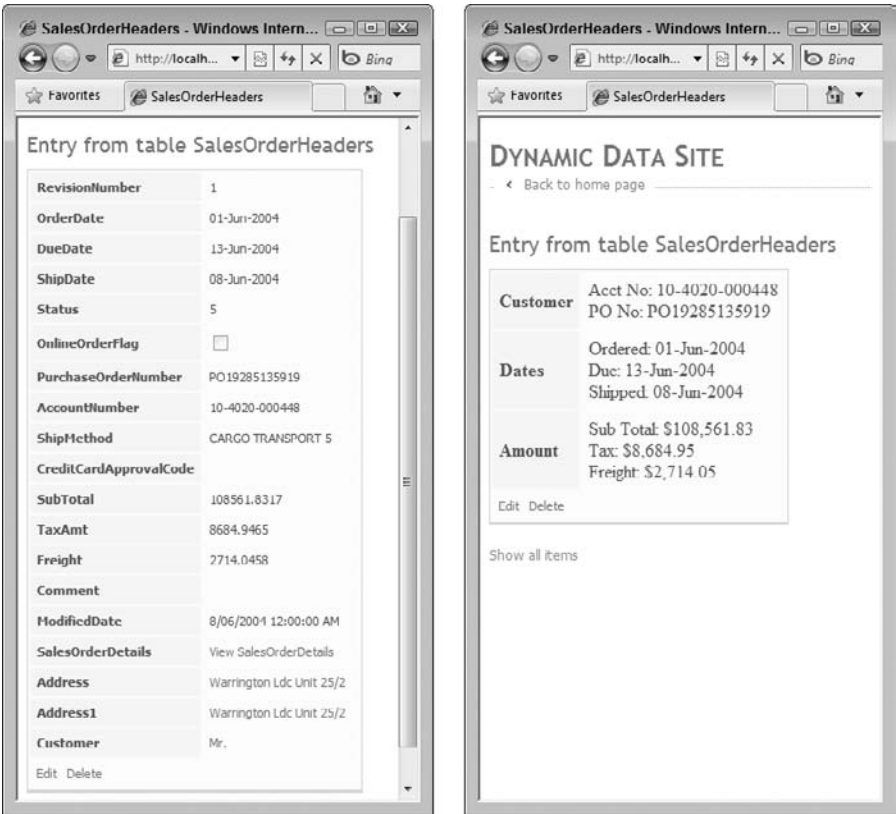 SalesOrderHeaders - Windows Intern...
http://localh...
Bing
Favorites
SalesOrderHeaders
Entry from table SalesOrderHeaders
RevisionNumber 1
OrderDate 01-Jun-2004
DueDate 13-Jun-2004
ShipDate 08-Jun-2004
Status 5
OnlineOrderFlag
PurchaseOrderNumber PO19285135919
AccountNumber 10-4020-000448
ShipMethod CARGO TRANSPORT 5
CreditCardApprovalCode
SubTotal 108561.8317
TaxAmt 8684.9465
Freight 2714.0458
Comment
ModifiedDate 8/06/2004 12:00:00 AM
SalesOrderDetails View SalesOrderDetails
Address Warrington Ldc Unit 25/2
Address1 Warrington Ldc Unit 25/2
Customer Mr.
Edit Delete
SalesOrderHeaders - Windows Intern...
http://localh...
Bing
Favorites
SalesOrderHeaders
DYNAMIC DATA SITE
Back to home page
Entry from table SalesOrderHeaders
Customer
Acct No: 10-4020-000448
PO No: PO19285135919
Dates
Ordered: 01-Jun-2004
Due: 13-Jun-2004
Shipped: 08-Jun-2004
Amount
Sub Total: $108,561.83
Tax: $8,684.95
Freight: $2,714.05
Edit Delete
Show all items